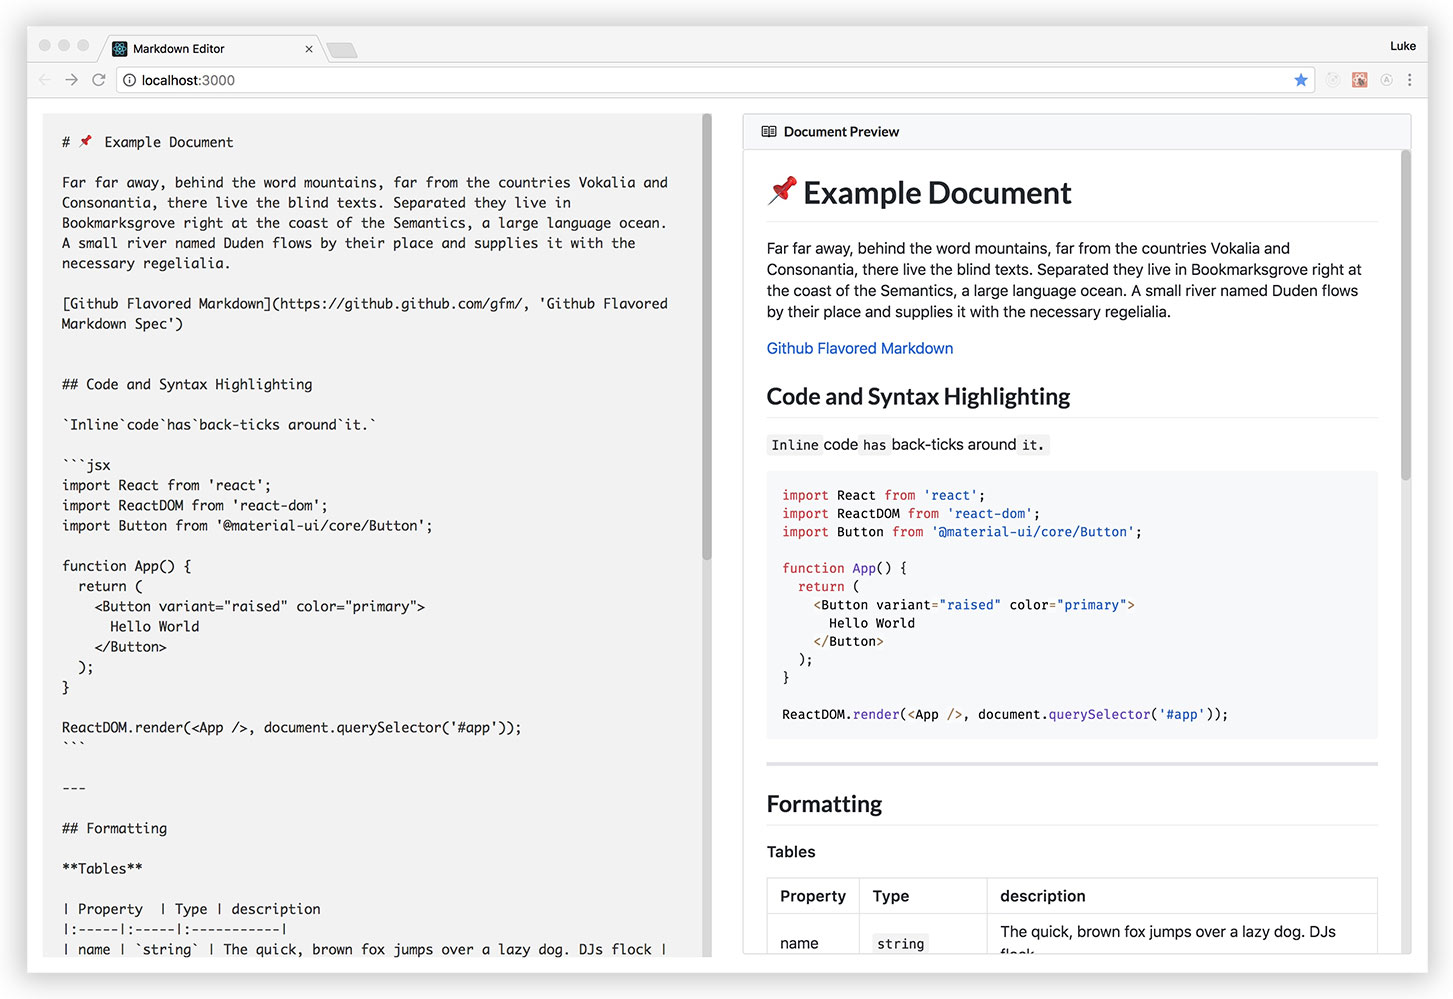 Markdown Editor
Luke
localhost:3000
# 📌 Example Document
Far far away, behind the word mountains, far from the countries Vokalia and
Consonantia, there live the blind texts. Separated they live in
Bookmarksgrove right at the coast of the Semantics, a large language ocean.
A small river named Duden flows by their place and supplies it with the
necessary regelialia.
[Github Flavored Markdown](https://github.github.com/gfm/, 'Github Flavored
Markdown Spec')
## Code and Syntax Highlighting
`Inline`code`has`back-ticks around`it.`
```jsx
import React from 'react';
import ReactDOM from 'react-dom';
import Button from '@material-ui/core/Button';
function App() {
  return (
    <Button variant="raised" color="primary">
      Hello World
    </Button>
  );
}
ReactDOM.render(<App />, document.querySelector('#app'));
```
---
## Formatting
**Tables**
| Property  | Type | description
|:-----|:-----|:-----------|
| name | `string` | The quick, brown fox jumps over a lazy dog. DJs flock |
Document Preview
📌 Example Document
Far far away, behind the word mountains, far from the countries Vokalia and
Consonantia, there live the blind texts. Separated they live in Bookmarksgrove right at
the coast of the Semantics, a large language ocean. A small river named Duden flows
by their place and supplies it with the necessary regelialia.
Github Flavored Markdown
Code and Syntax Highlighting
Inline code has back-ticks around it.
import React from 'react';
import ReactDOM from 'react-dom';
import Button from '@material-ui/core/Button';
function App() {
  return (
    <Button variant="raised" color="primary">
      Hello World
    </Button>
  );
}
ReactDOM.render(<App />, document.querySelector('#app'));
Formatting
Tables
Property Type description
name string The quick, brown fox jumps over a lazy dog. DJs
flock